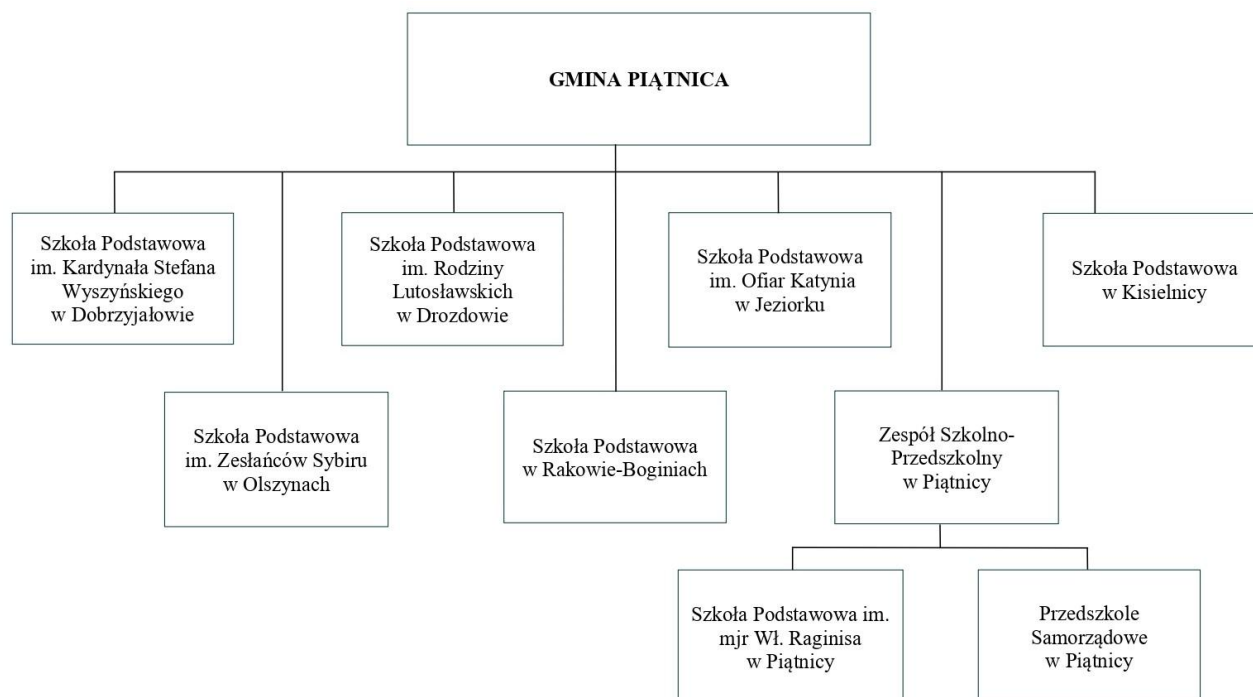 GMINA PIĄTNICA
Szkoła Podstawowa
im. Kardynała Stefana
Wyszyńskiego
w Dobrzyjałowie
Szkoła Podstawowa
im. Rodziny
Lutosławskich
w Drozdowie
Szkoła Podstawowa
im. Ofiar Katynia
w Jeziorku
Szkoła Podstawowa
w Kisielnicy
Szkoła Podstawowa
im. Zesłańców Sybiru
w Olszynach
Szkoła Podstawowa
w Rakowie-Boginiach
Zespół Szkolno-
Przedszkolny
w Piątnicy
Szkoła Podstawowa im.
mjr Wł. Raginisa
w Piątnicy
Przedszkole
Samorządowe
w Piątnicy